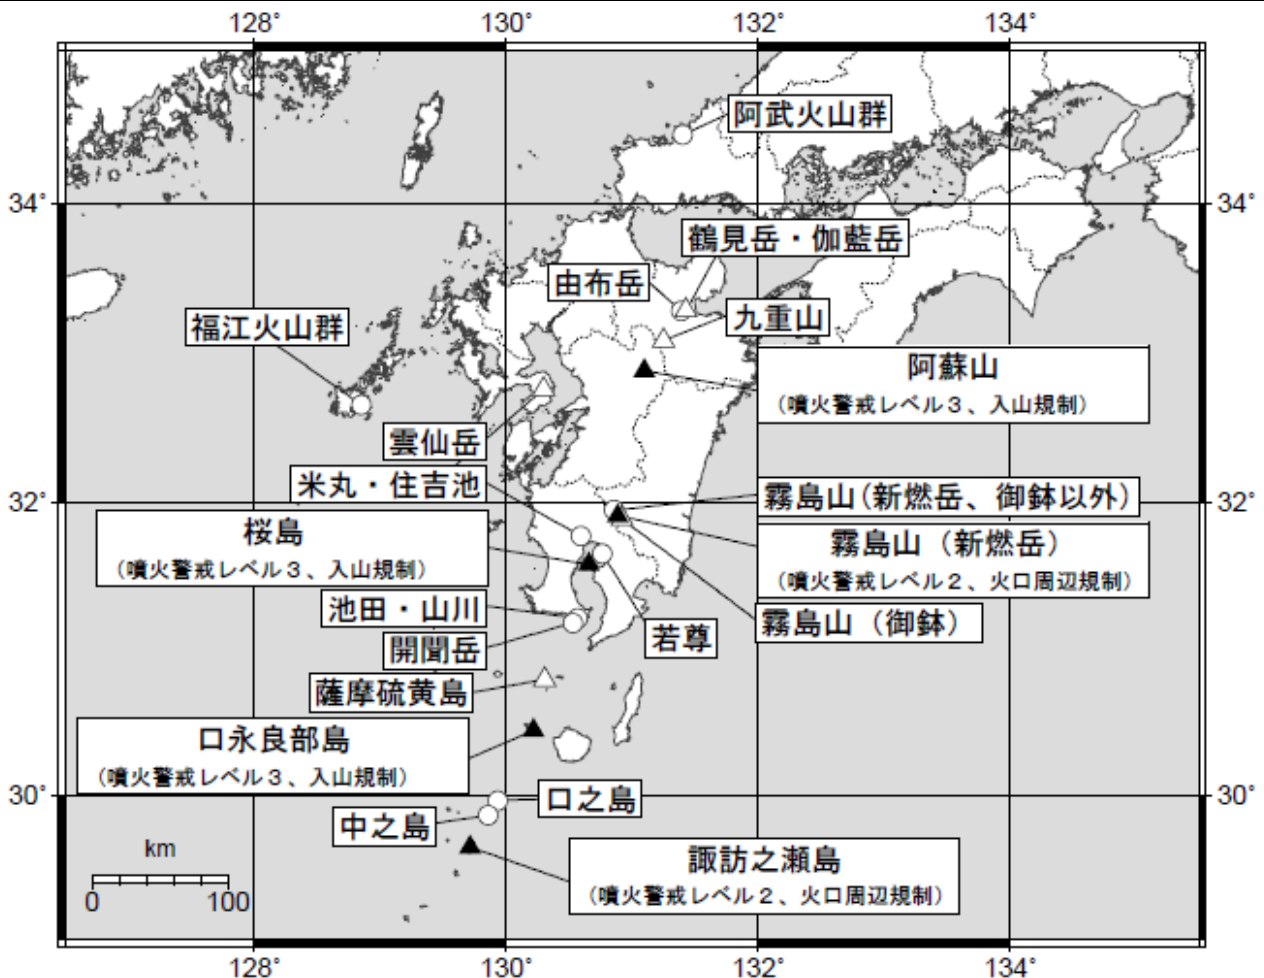 128°
130°
132°
134°
阿武火山群
34°
34°
鶴見岳・伽藍岳
由布岳
九重山
福江火山群
阿蘇山
（噴火警戒レベル３、入山規制）
雲仙岳
米丸・住吉池
32°
霧島山(新燃岳、御鉢以外)
32°
桜島
（噴火警戒レベル３、入山規制）
霧島山（新燃岳）
（噴火警戒レベル２、火口周辺規制）
池田・山川
霧島山（御鉢）
開聞岳
若尊
薩摩硫黄島
口永良部島
（噴火警戒レベル３、入山規制）
30°
口之島
30°
中之島
km
0
100
諏訪之瀬島
（噴火警戒レベル２、火口周辺規制）
128°
130°
132°
134°